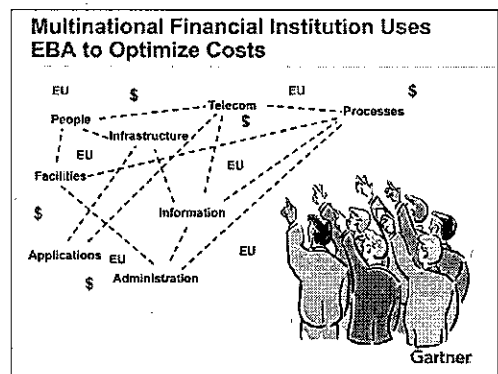 Multinational Financial Institution Uses
EBA to Optimize Costs
EU $ Telecom EU $
People $ Processes
Infrastructure
EU
Facilities EU
$ Information
Applications EU EU
$ Administration
Gartner